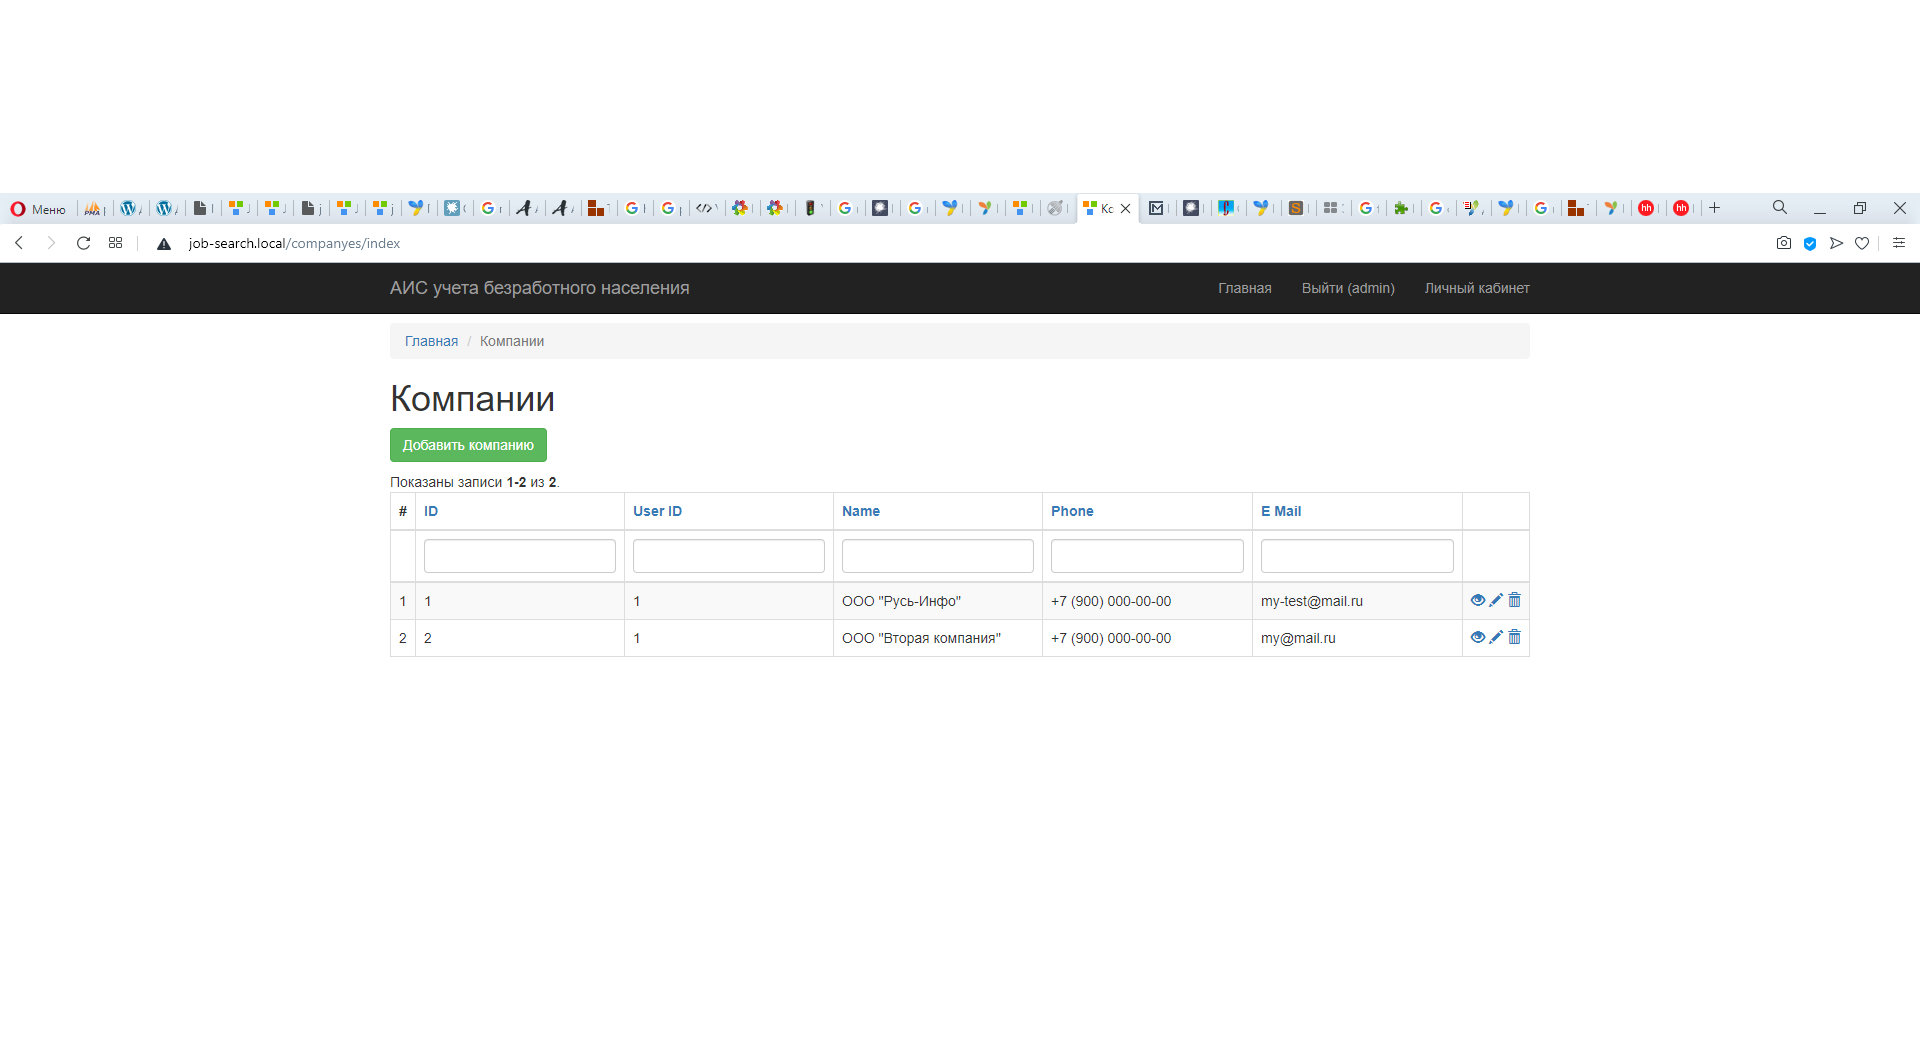 Меню
job-search.local/companyes/index
АИС учета безработного населения
Главная Выйти (admin) Личный кабинет
Главная / Компании
Компании
Добавить компанию
Показаны записи 1-2 из 2.
# ID User ID Name Phone E Mail
1 1 1 ООО "Русь-Инфо" +7 (900) 000-00-00 my-test@mail.ru
2 2 1 ООО "Вторая компания" +7 (900) 000-00-00 my@mail.ru